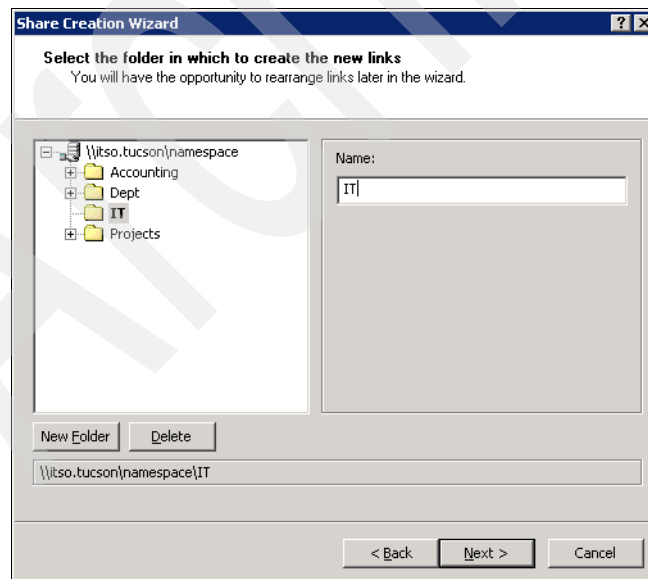 Share Creation Wizard
Select the folder in which to create the new links
You will have the opportunity to rearrange links later in the wizard.
\\itso.tucson\namespace
Accounting
Dept
IT
Projects
Name:
IT
New Folder
Delete
\\itso.tucson\namespace\IT
< Back
Next >
Cancel